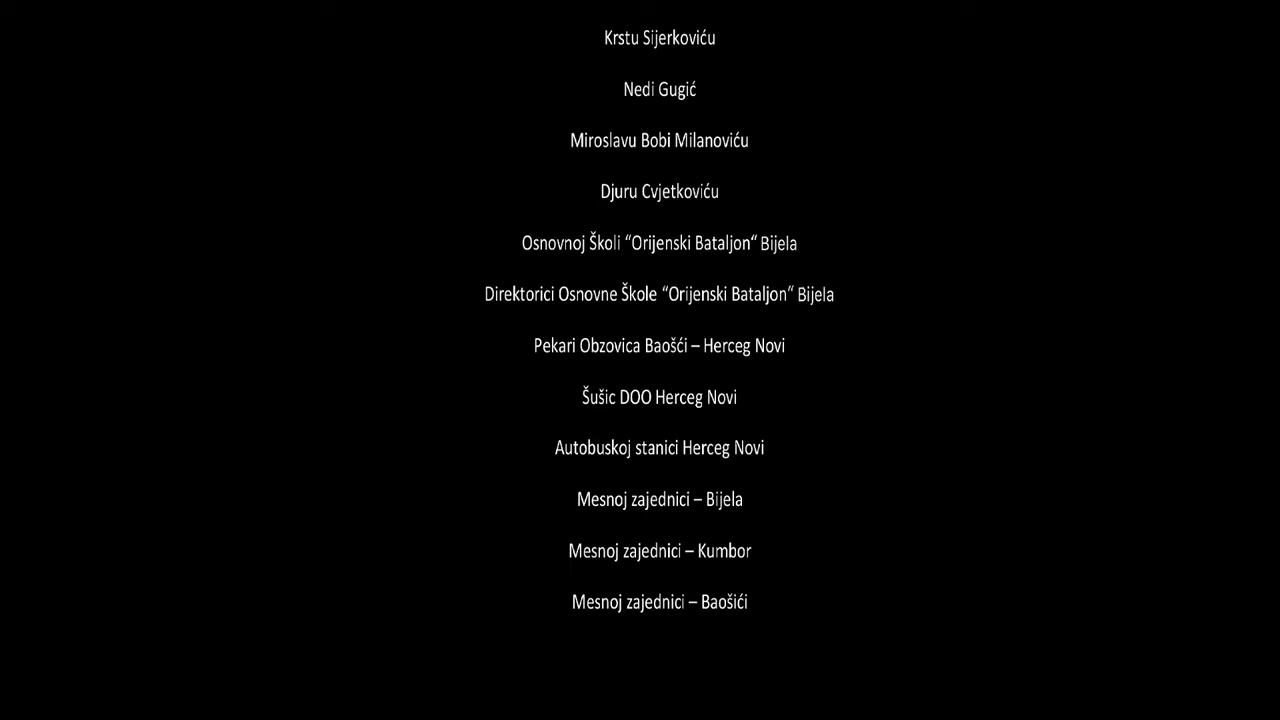 Krstu Sijerkoviću
Nedi Gugić
Miroslavu Bobi Milanoviću
Djuru Cvjetkoviću
Osnovnoj Školi “Orijenski Bataljon“ Bijela
Direktorici Osnovne Škole “Orijenski Bataljon“ Bijela
Pekari Obzovica Baošći – Herceg Novi
Šušic DOO Herceg Novi
Autobuskoj stanici Herceg Novi
Mesnoj zajednici – Bijela
Mesnoj zajednici – Kumbor
Mesnoj zajednici – Baošići